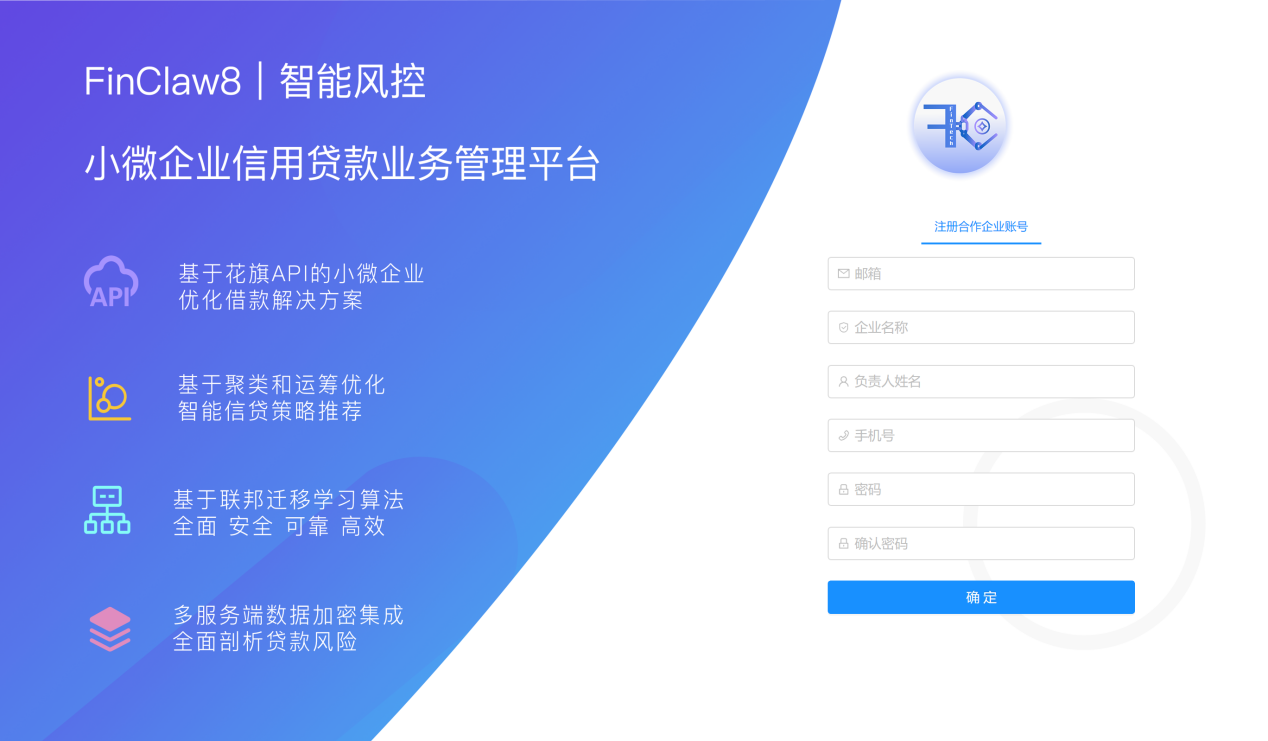 FinClaw8｜智能风控
小微企业信用贷款业务管理平台
API
基于花旗API的小微企业
优化借款解决方案
基于聚类和运筹优化
智能信贷策略推荐
基于联邦迁移学习算法
全面 安全 可靠 高效
多服务端数据加密集成
全面剖析贷款风险
FinTech
注册合作企业账号
邮箱
企业名称
负责人姓名
手机号
密码
确认密码
确 定